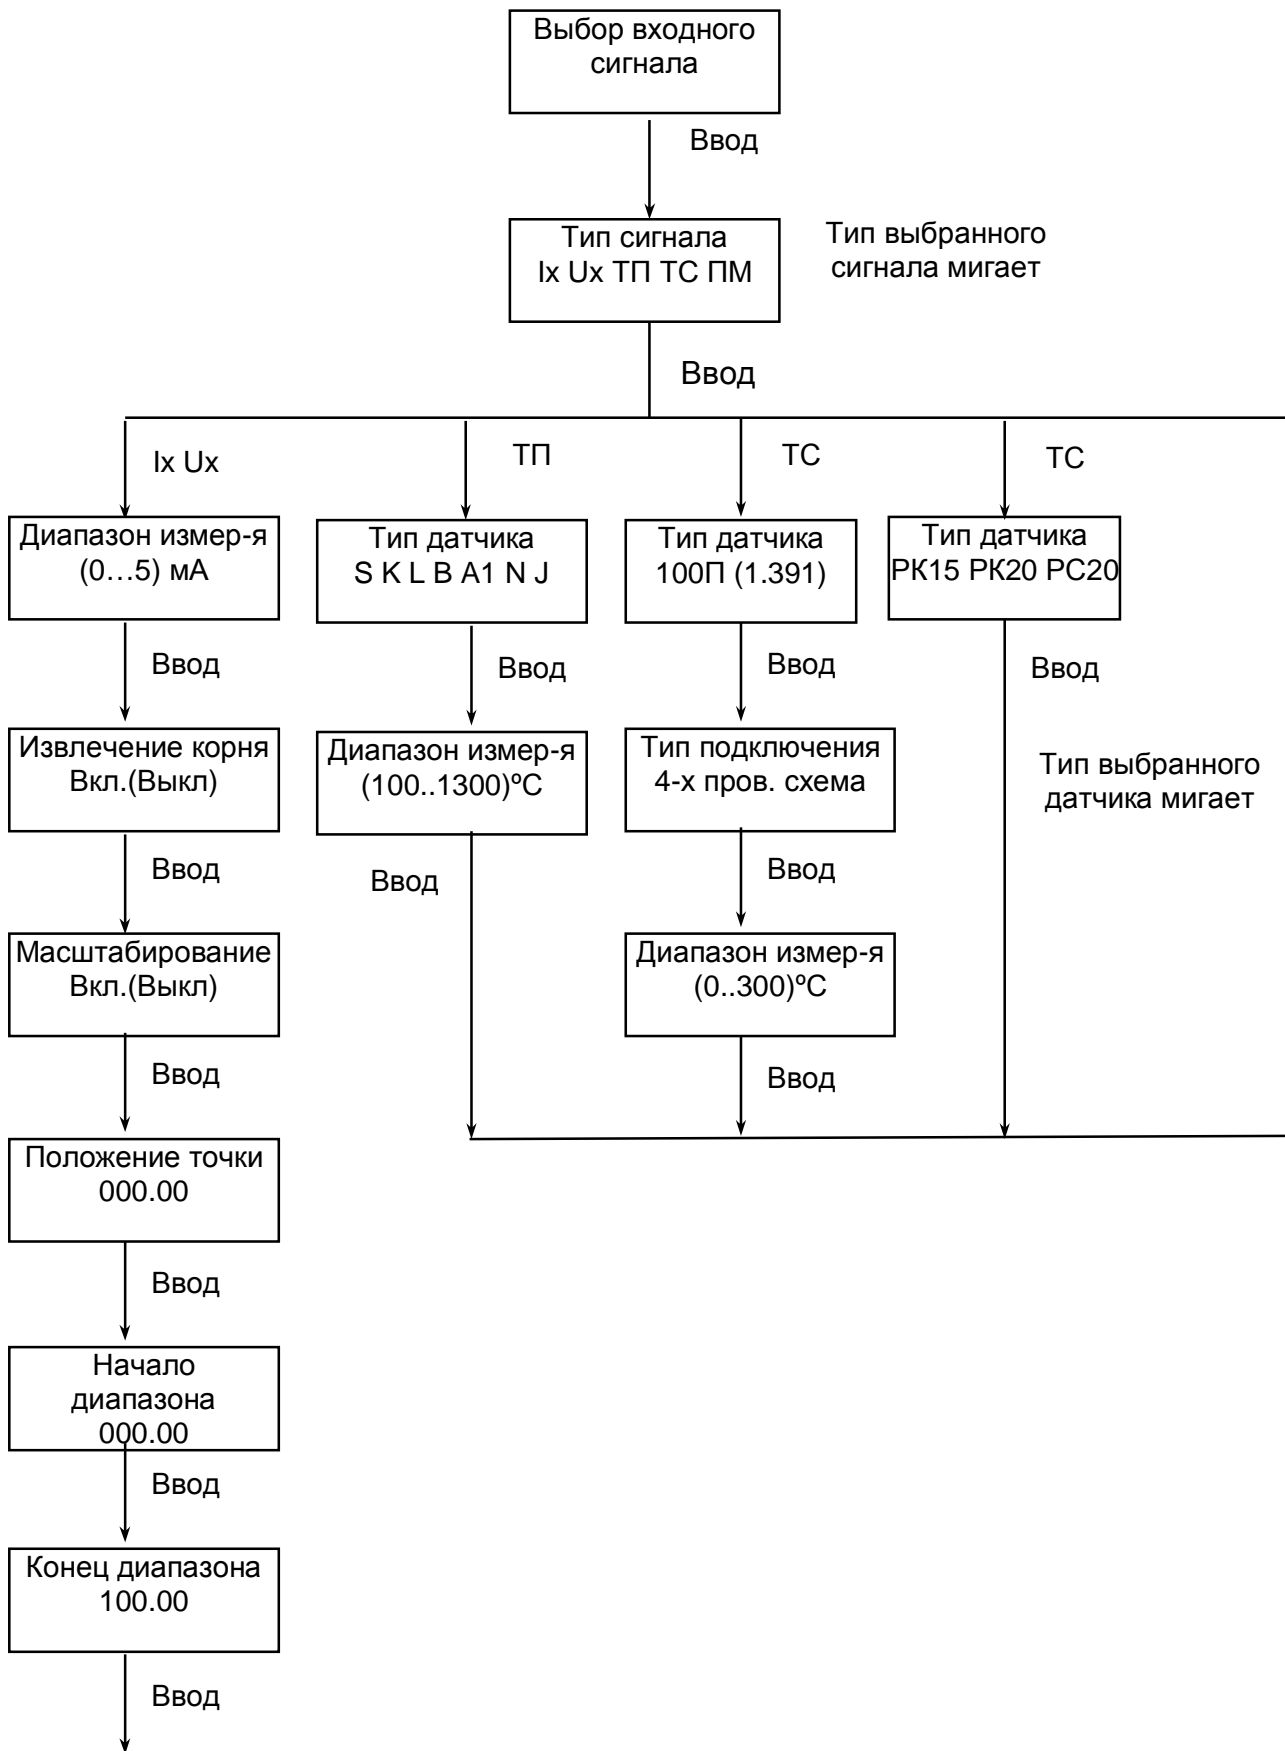 Выбор входного
сигнала
Ввод
Тип сигнала
Ix Ux ТП ТС ПМ
Тип выбранного
сигнала мигает
Ввод
Ix Ux
ТП
ТС
ТС
Диапазон измер-я
(0…5) мА
Тип датчика
S K L B A1 N J
Тип датчика
100П (1.391)
Тип датчика
РК15 РК20 РС20
Ввод
Ввод
Ввод
Ввод
Извлечение корня
Вкл.(Выкл)
Диапазон измер-я
(100..1300)ºС
Тип подключения
4-х пров. схема
Тип выбранного
датчика мигает
Ввод
Ввод
Ввод
Масштабирование
Вкл.(Выкл)
Диапазон измер-я
(0..300)ºС
Ввод
Ввод
Положение точки
000.00
Ввод
Начало
диапазона
000.00
Ввод
Конец диапазона
100.00
Ввод